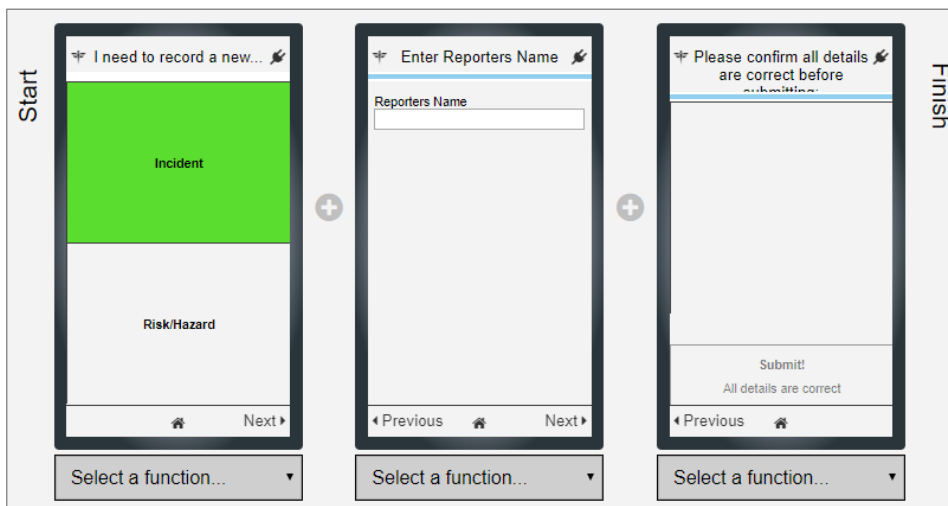 Start
I need to record a new...
Incident
Risk/Hazard
Next
Select a function...
Enter Reporters Name
Reporters Name
Previous
Next
Select a function...
Please confirm all details
are correct before
submitting:
Submit!
All details are correct
Previous
Select a function...
Finish